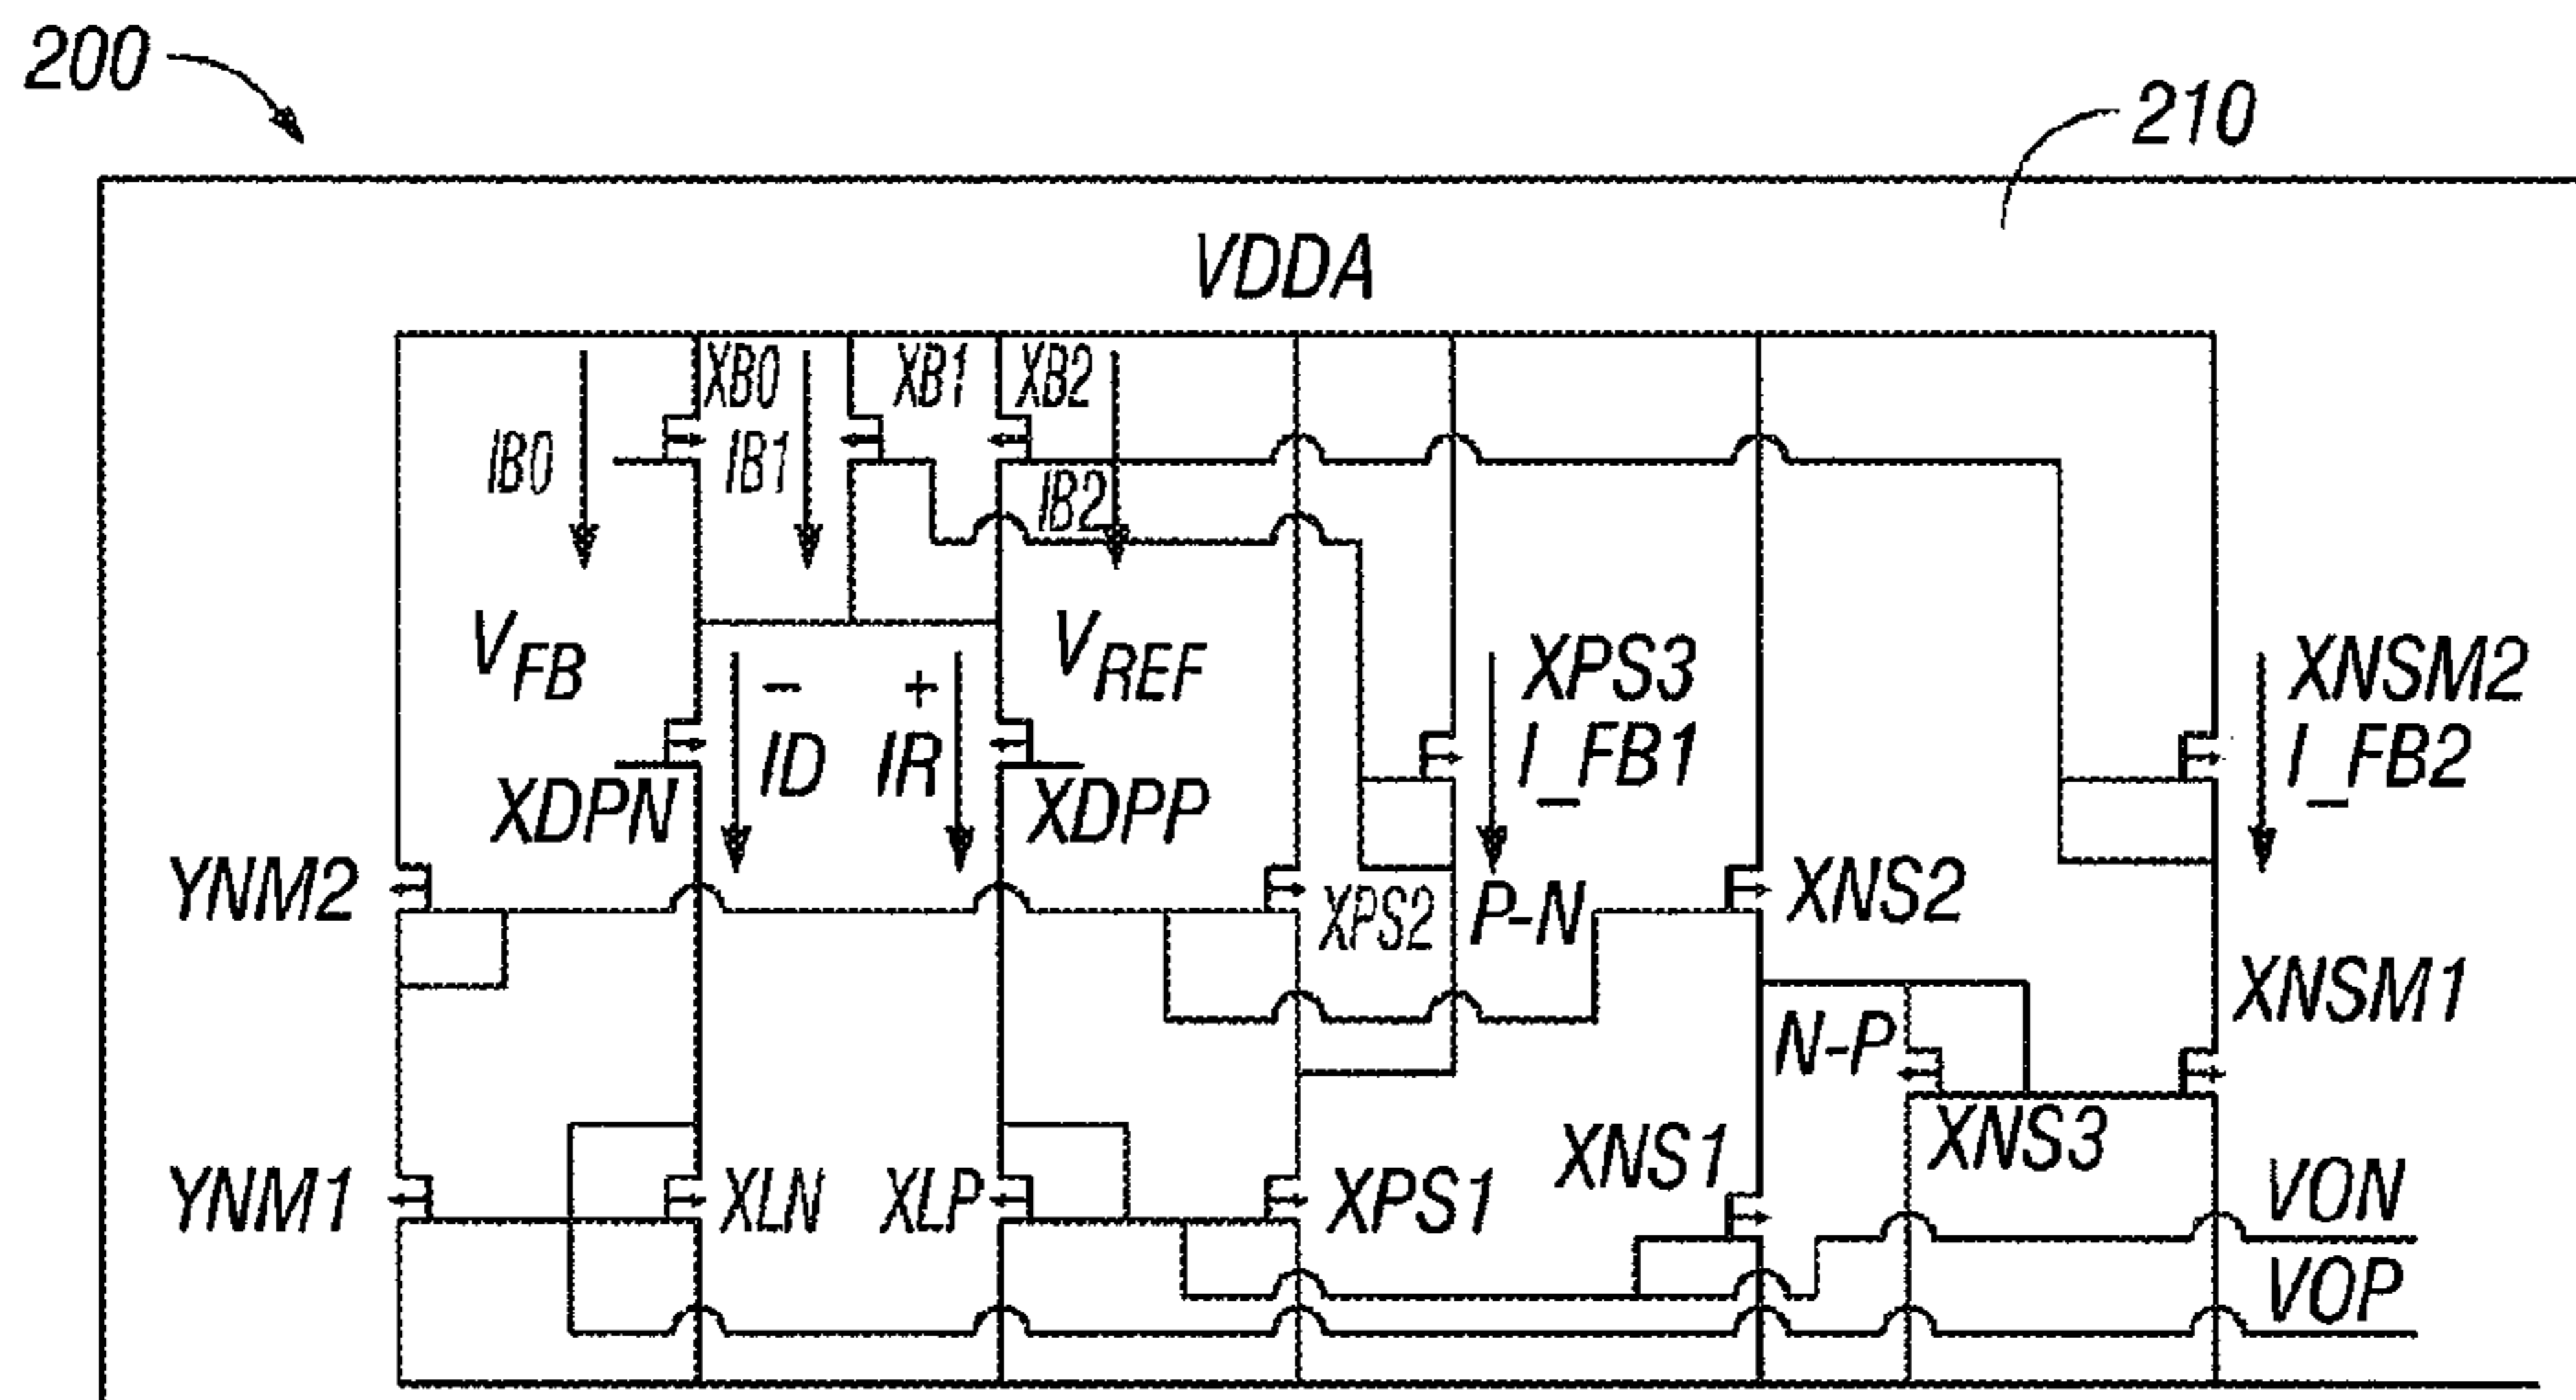 200
210
VDDA
XB0
XB1
XB2
IB0
IB1
IB2
VFB
VREF
− +
ID
IR
XPS3
I_FB1
XNSM2
I_FB2
XDPN
XDPP
YNM2
XPS2
P-N
XNS2
XNSM1
N-P
XNS3
YNM1
XLN
XLP
XPS1
XNS1
VON
VOP